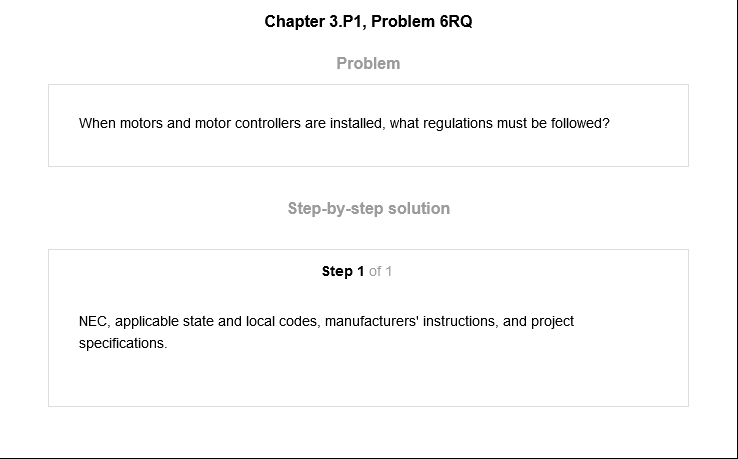 Chapter 3.P1, Problem 6RQ
Problem
When motors and motor controllers are installed, what regulations must be followed?
Step-by-step solution
Step 1 of 1
NEC, applicable state and local codes, manufacturers' instructions, and project
specifications.